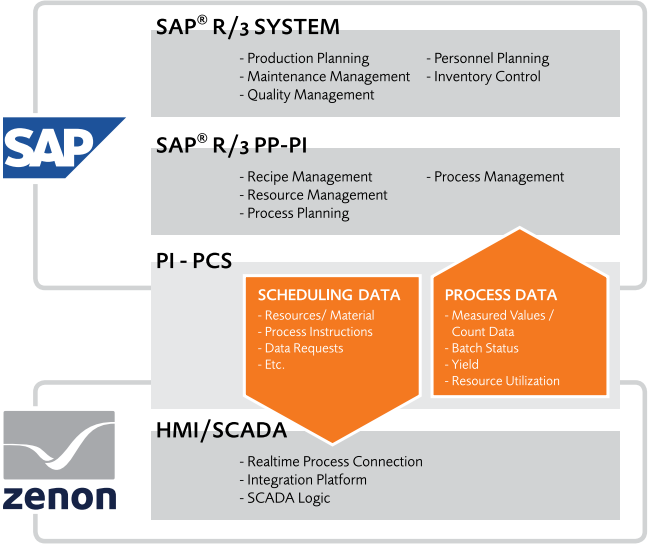 SAP® R/3 SYSTEM
- Production Planning
- Maintenance Management
- Quality Management
- Personnel Planning
- Inventory Control
SAP
SAP® R/3 PP-PI
- Recipe Management
- Resource Management
- Process Planning
- Process Management
PI - PCS
SCHEDULING DATA
- Resources/ Material
- Process Instructions
- Data Requests
- Etc.
PROCESS DATA
- Measured Values /
Count Data
- Batch Status
- Yield
- Resource Utilization
HMI/SCADA
- Realtime Process Connection
- Integration Platform
- SCADA Logic
zenon